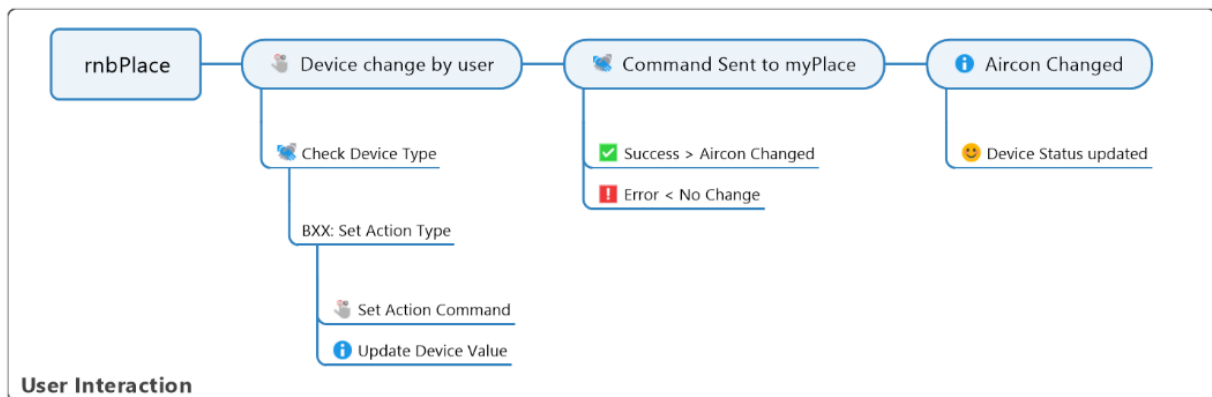 rnbPlace
Device change by user
Command Sent to myPlace
Aircon Changed
Check Device Type
Success > Aircon Changed
Device Status updated
Error < No Change
BXX: Set Action Type
Set Action Command
Update Device Value
User Interaction